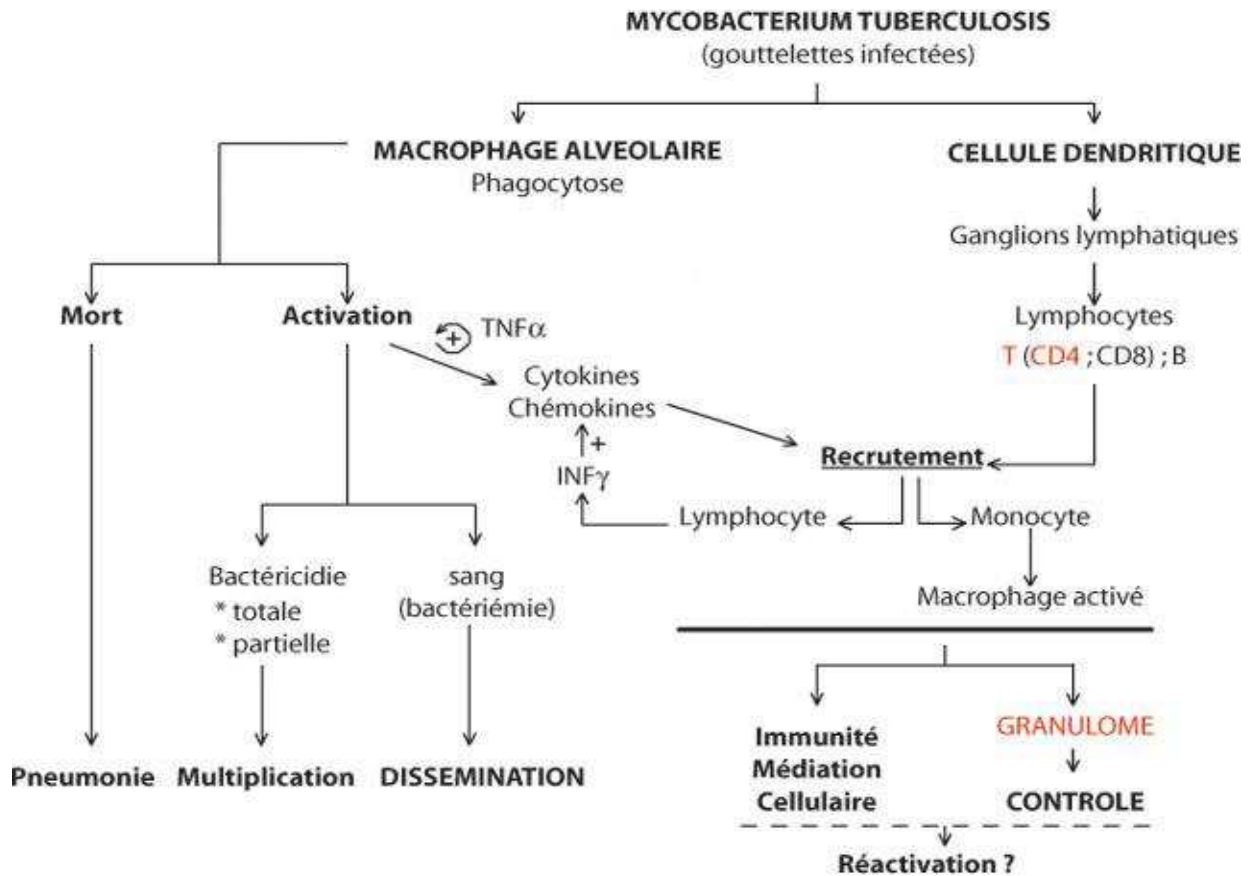 MYCOBACTERIUM TUBERCULOSIS
(gouttelettes infectées)
MACROPHAGE ALVEOLAIRE
Phagocytose
CELLULE DENDRITIQUE
Ganglions lymphatiques
Lymphocytes
T (CD4 ; CD8) ; B
Mort
Activation
+
TNFα
Cytokines
Chémokines
+
INFγ
Recrutement
Lymphocyte
Monocyte
Macrophage activé
Bactéricidie
* totale
* partielle
sang
(bactériémie)
Pneumonie
Multiplication
DISSEMINATION
Immunité
Médiation
Cellulaire
GRANULOME
CONTROLE
Réactivation ?